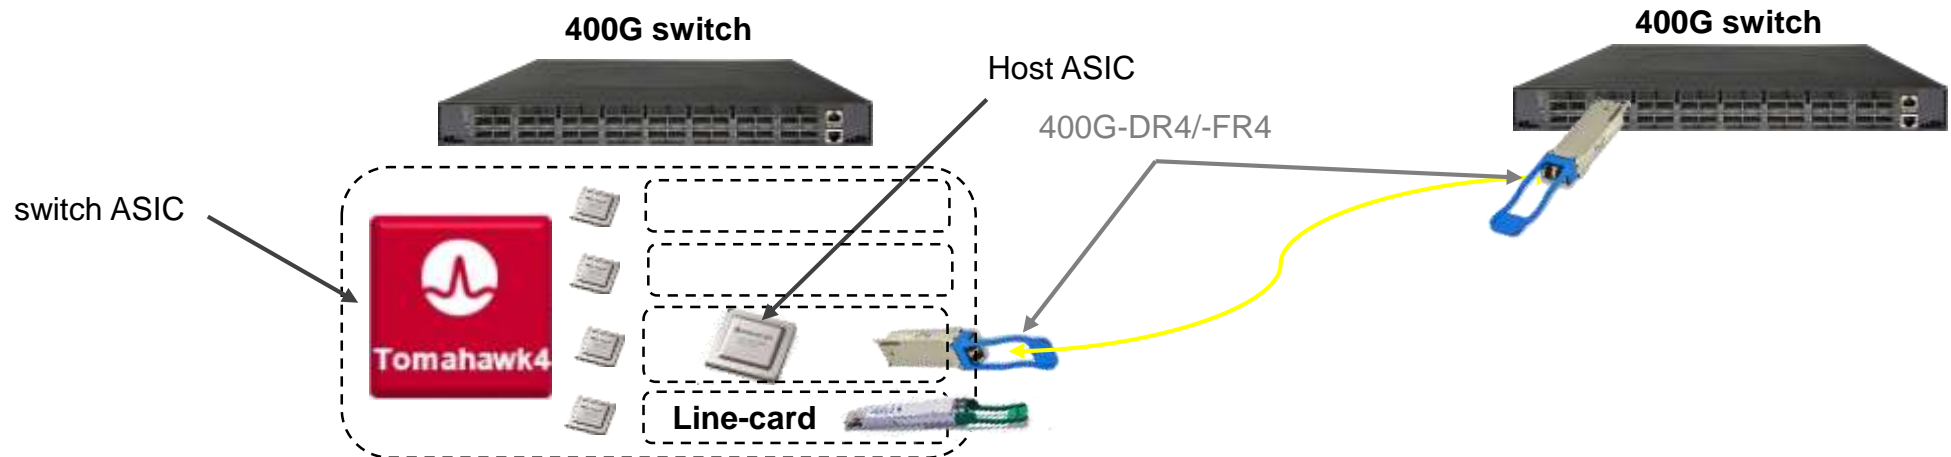 400G switch
400G switch
Host ASIC
400G-DR4/-FR4
switch ASIC
Tomahawk4
Line-card